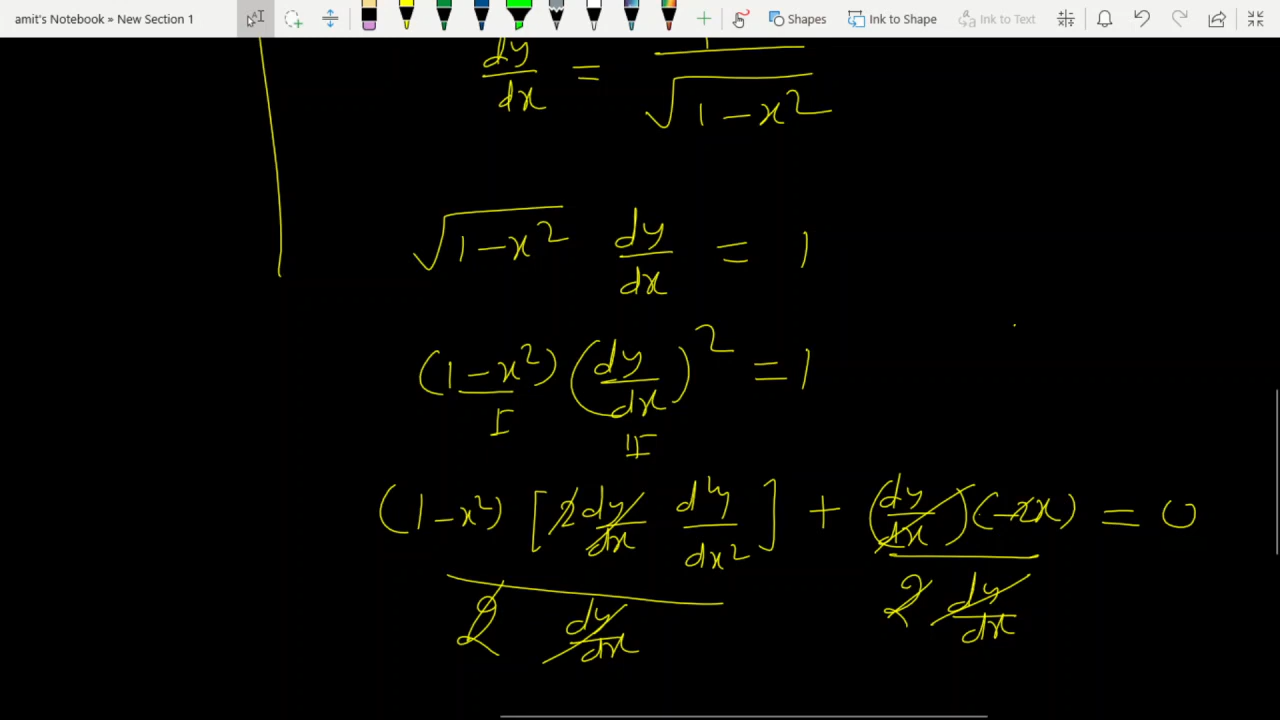 amit's Notebook » New Section 1
Shapes
Ink to Shape
Ink to Text
dy/dx = 1/√(1-x²)
√(1-x²) dy/dx = 1
(1-x²) (dy/dx)² = 1
I II
(1-x²) [2 dy/dx d²y/dx²] + (dy/dx)(-2x) = 0
2 dy/dx 2 dy/dx